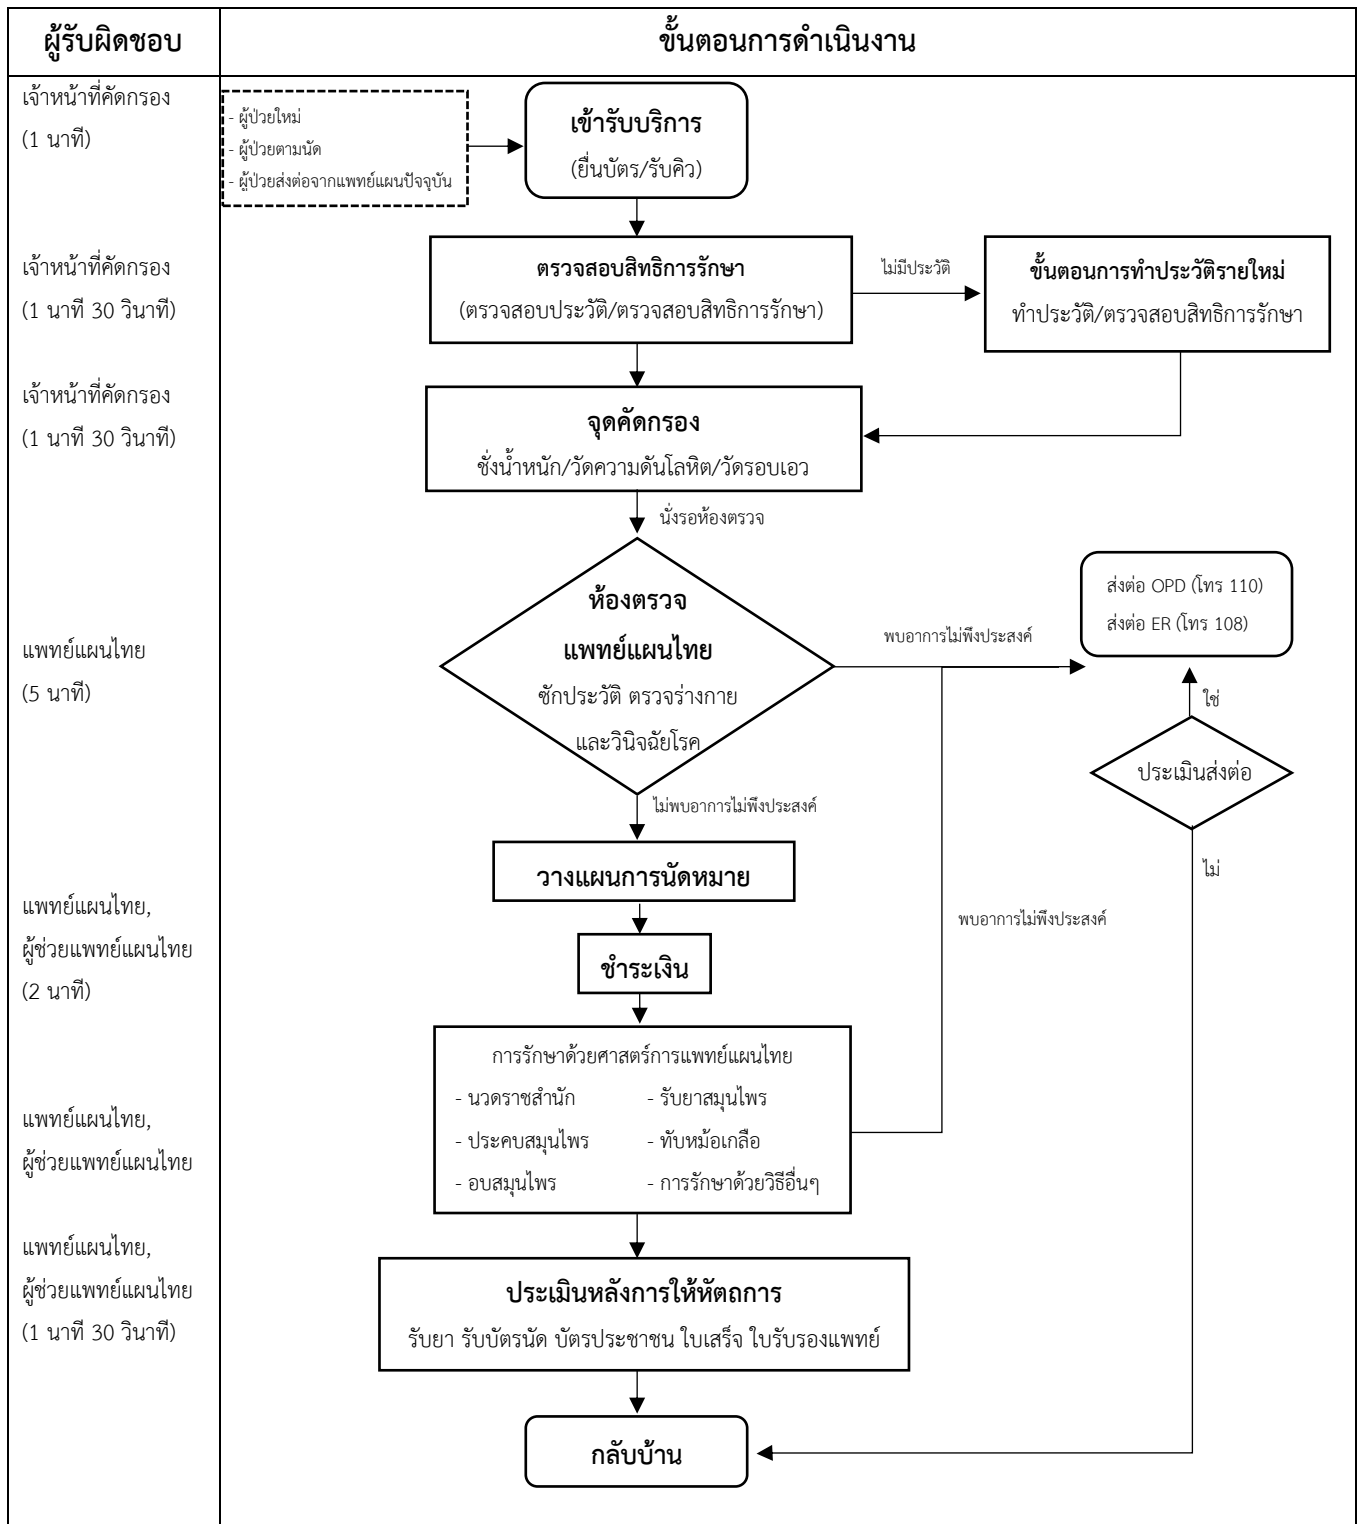 ผู้รับผิดชอบ
ขั้นตอนการดำเนินงาน
เจ้าหน้าที่คัดกรอง
(1 นาที)
- ผู้ป่วยใหม่
- ผู้ป่วยตามนัด
- ผู้ป่วยส่งต่อจากแพทย์แผนปัจจุบัน
เข้ารับบริการ
(ยื่นบัตร/รับคิว)
เจ้าหน้าที่คัดกรอง
(1 นาที 30 วินาที)
ตรวจสอบสิทธิการรักษา
(ตรวจสอบประวัติ/ตรวจสอบสิทธิการรักษา)
ไม่มีประวัติ
ขั้นตอนการทำประวัติรายใหม่
ทำประวัติ/ตรวจสอบสิทธิการรักษา
เจ้าหน้าที่คัดกรอง
(1 นาที 30 วินาที)
จุดคัดกรอง
ชั่งน้ำหนัก/วัดความดันโลหิต/วัดรอบเอว
นั่งรอห้องตรวจ
แพทย์แผนไทย
(5 นาที)
ห้องตรวจ
แพทย์แผนไทย
ซักประวัติ ตรวจร่างกาย
และวินิจฉัยโรค
พบอาการไม่พึงประสงค์
ส่งต่อ OPD (โทร 110)
ส่งต่อ ER (โทร 108)
ใช่
ประเมินส่งต่อ
ไม่
ไม่พบอาการไม่พึงประสงค์
วางแผนการนัดหมาย
แพทย์แผนไทย,
ผู้ช่วยแพทย์แผนไทย
(2 นาที)
พบอาการไม่พึงประสงค์
ชำระเงิน
แพทย์แผนไทย,
ผู้ช่วยแพทย์แผนไทย
การรักษาด้วยศาสตร์การแพทย์แผนไทย
- นวดราชสำนัก - รับยาสมุนไพร
- ประคบสมุนไพร - ทับหม้อเกลือ
- อบสมุนไพร - การรักษาด้วยวิธีอื่นๆ
แพทย์แผนไทย,
ผู้ช่วยแพทย์แผนไทย
(1 นาที 30 วินาที)
ประเมินหลังการให้หัตถการ
รับยา รับบัตรนัด บัตรประชาชน ใบเสร็จ ใบรับรองแพทย์
กลับบ้าน